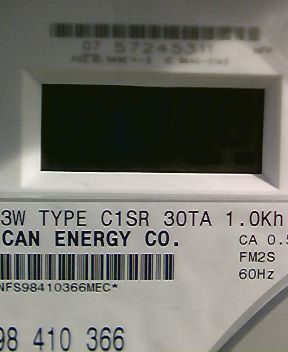 07 57245311
3W TYPE C1SR 30TA 1.0Kh
CAN ENERGY CO.
CA 0.5
FM2S
60Hz
NFS98410366MEC*
98 410 366